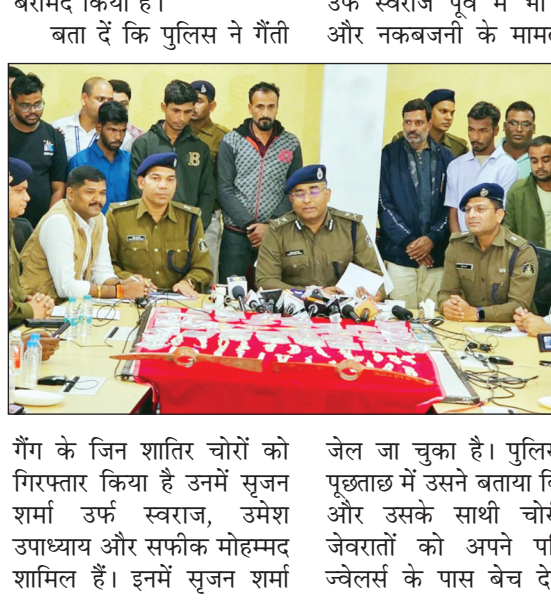 बरामद किया है।
बता दें कि पुलिस ने गैंती
गैंग के जिन शातिर चोरों को
गिरफ्तार किया है उनमें सृजन
शर्मा उर्फ स्वराज, उमेश
उपाध्याय और सफीक मोहम्मद
शामिल हैं। इनमें सृजन शर्मा
उर्फ स्वराज पूर्व में भी
और नकबजनी के
जेल जा चुका है।
पूछताछ में उसने बताया
और उसके साथी
जेवरातों को अपने
ज्वेलर्स के पास बेच